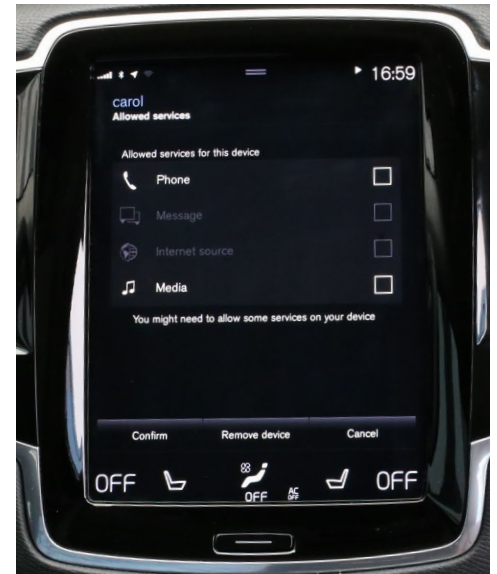 16:59
carol
Allowed services
Allowed services for this device
Phone
Message
Internet source
Media
You might need to allow some services on your device
Confirm Remove device Cancel
OFF OFF AC OFF OFF